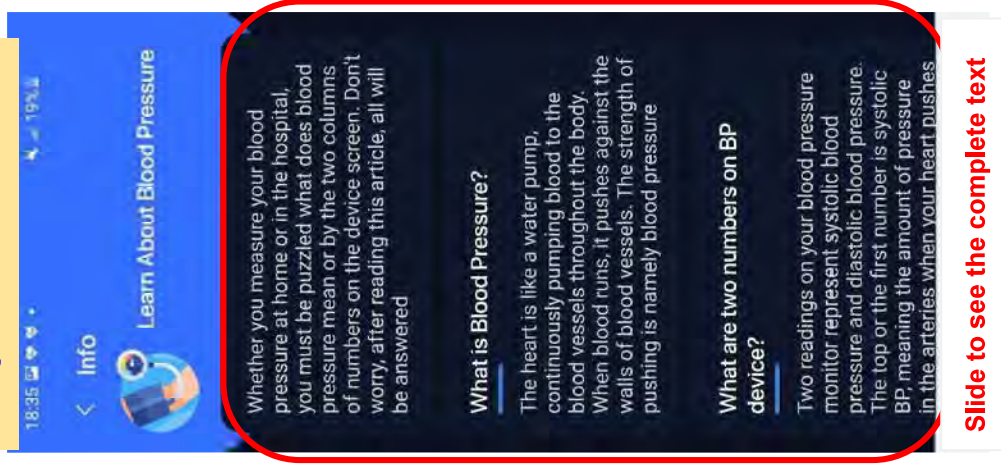 18:35
19%
Info
Learn About Blood Pressure
Whether you measure your blood
pressure at home or in the hospital,
you must be puzzled what does blood
pressure mean or by the two columns
of numbers on the device screen. Don't
worry, after reading this article, all will
be answered
What is Blood Pressure?
The heart is like a water pump,
continuously pumping blood to the
blood vessels throughout the body.
When blood runs, it pushes against the
walls of blood vessels. The strength of
pushing is namely blood pressure
What are two numbers on BP
device?
Two readings on your blood pressure
monitor represent systolic blood
pressure and diastolic blood pressure.
The top or the first number is systolic
BP, meaning the amount of pressure
in the arteries when your heart pushes
Slide to see the complete text